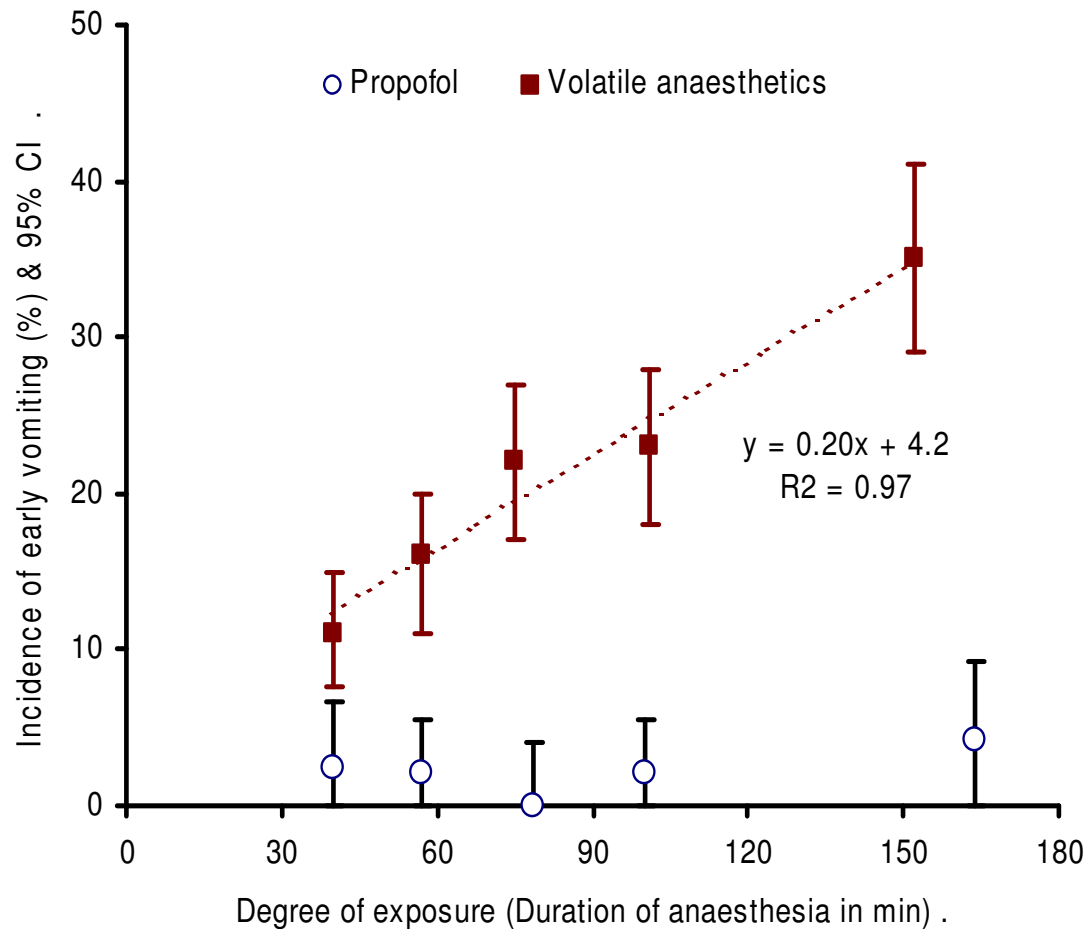 50
Propofol
Volatile anaesthetics
40
30
y = 0.20x + 4.2
R2 = 0.97
20
10
0
0 30 60 90 120 150 180
Incidence of early vomiting (%) & 95% CI .
Degree of exposure (Duration of anaesthesia in min) .